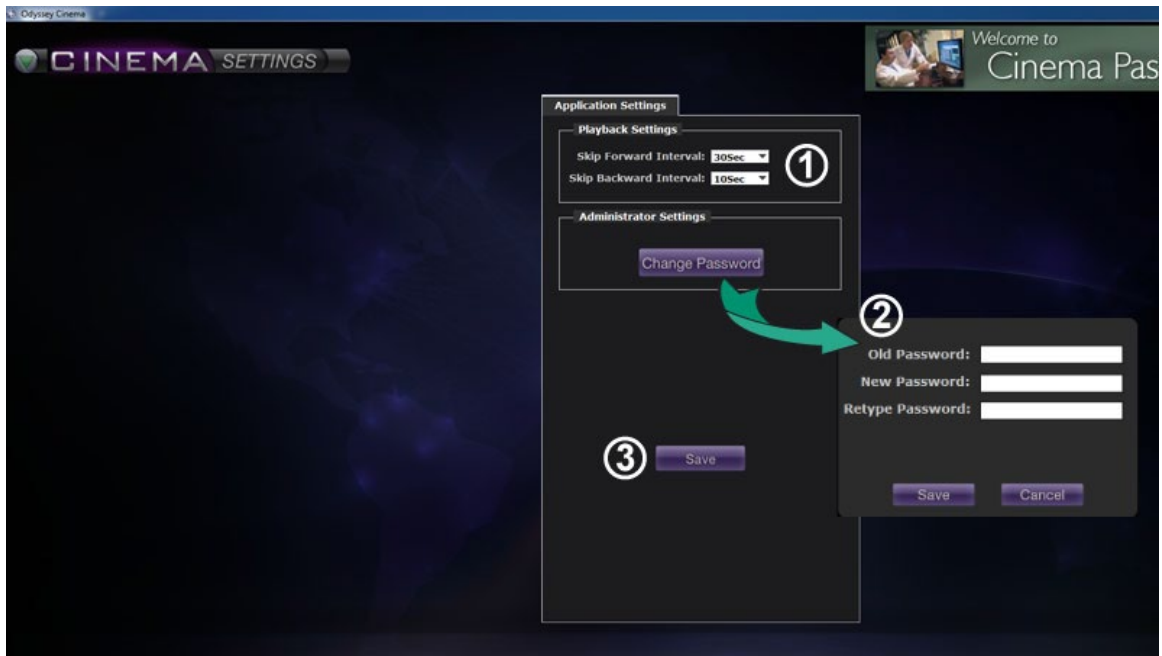 Odyssey Cinema
CINEMA SETTINGS
Welcome to
Cinema Pas
Application Settings
Playback Settings
Skip Forward Interval: 30Sec
1
Skip Backward Interval: 10Sec
Administrator Settings
Change Password
2
Old Password:
New Password:
Retype Password:
3
Save
Save Cancel